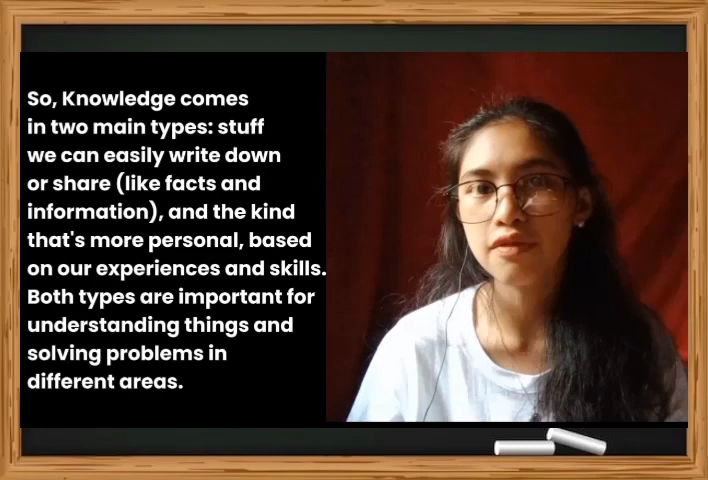 So, Knowledge comes
in two main types: stuff
we can easily write down
or share (like facts and
information), and the kind
that's more personal, based
on our experiences and skills.
Both types are important for
understanding things and
solving problems in
different areas.